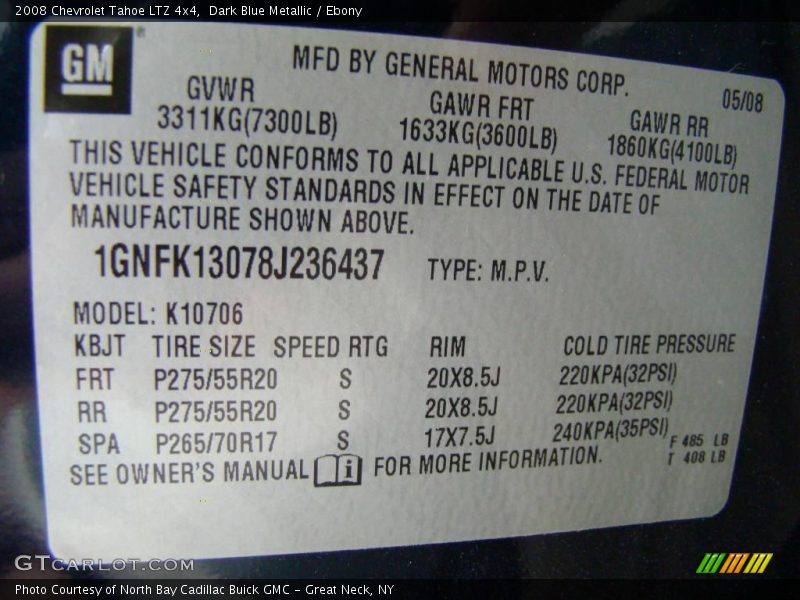 2008 Chevrolet Tahoe LTZ 4x4,  Dark Blue Metallic / Ebony
GM
MFD BY GENERAL MOTORS CORP.
05/08
GVWR GAWR FRT GAWR RR
3311KG(7300LB) 1633KG(3600LB) 1860KG(4100LB)
THIS VEHICLE CONFORMS TO ALL APPLICABLE U.S. FEDERAL MOTOR
VEHICLE SAFETY STANDARDS IN EFFECT ON THE DATE OF
MANUFACTURE SHOWN ABOVE.
1GNFK13078J236437 TYPE: M.P.V.
MODEL: K10706
KBJT TIRE SIZE SPEED RTG RIM COLD TIRE PRESSURE
FRT P275/55R20 S 20X8.5J 220KPA(32PSI)
RR P275/55R20 S 20X8.5J 220KPA(32PSI)
SPA P265/70R17 S 17X7.5J 240KPA(35PSI)
F 485 LB
T 408 LB
SEE OWNER'S MANUAL i FOR MORE INFORMATION.
GTCARLOT.COM
Photo Courtesy of North Bay Cadillac Buick GMC - Great Neck, NY